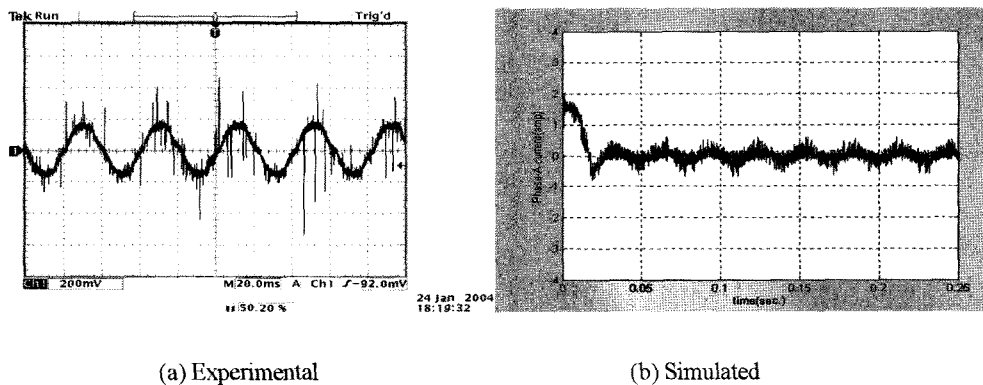 Tek Run
Trig'd
1
Ch1 200mV
M 20.0ms A Ch1 ∫ -92.0mV
50.20 %
24 Jan 2004
18:19:32
Phase A Current(amp)
4
3
2
1
0
-1
-2
-3
-4
0 0.05 0.1 0.15 0.2 0.25
time(sec.)
(a) Experimental
(b) Simulated